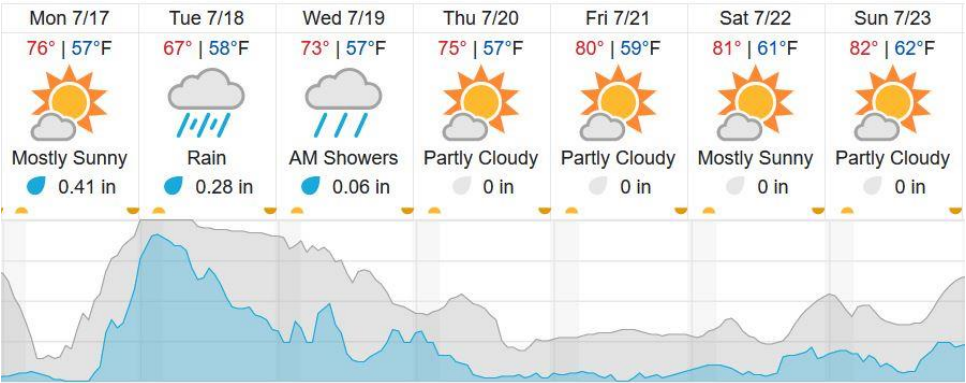 Mon 7/17 Tue 7/18 Wed 7/19 Thu 7/20 Fri 7/21 Sat 7/22 Sun 7/23
76° | 57°F 67° | 58°F 73° | 57°F 75° | 57°F 80° | 59°F 81° | 61°F 82° | 62°F
Mostly Sunny Rain AM Showers Partly Cloudy Partly Cloudy Mostly Sunny Partly Cloudy
0.41 in 0.28 in 0.06 in 0 in 0 in 0 in 0 in